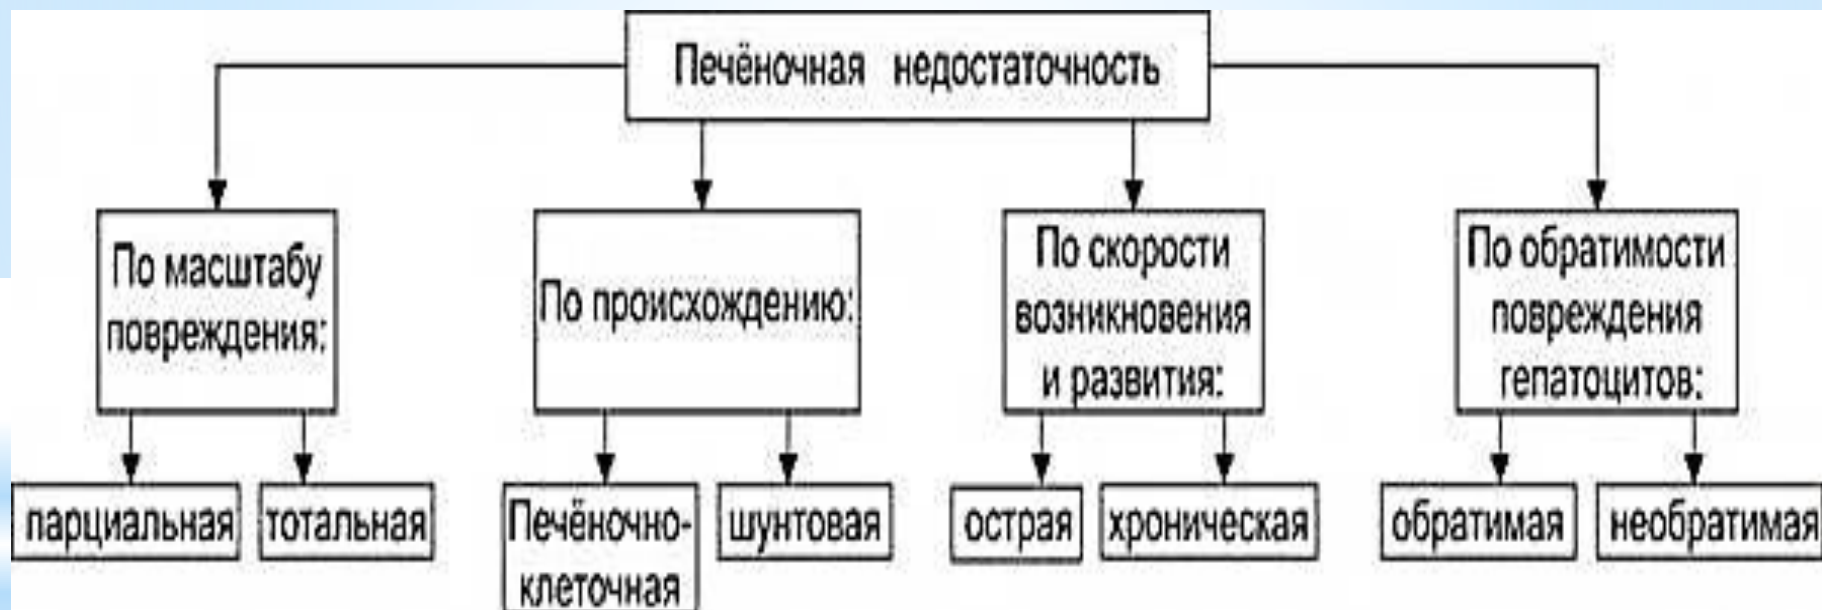 Печёночная недостаточность
По масштабу
повреждения:
По происхождению:
По скорости
возникновения
и развития:
По обратимости
повреждения
гепатоцитов:
парциальная
тотальная
Печёночно-
клеточная
шунтовая
острая
хроническая
обратимая
необратимая